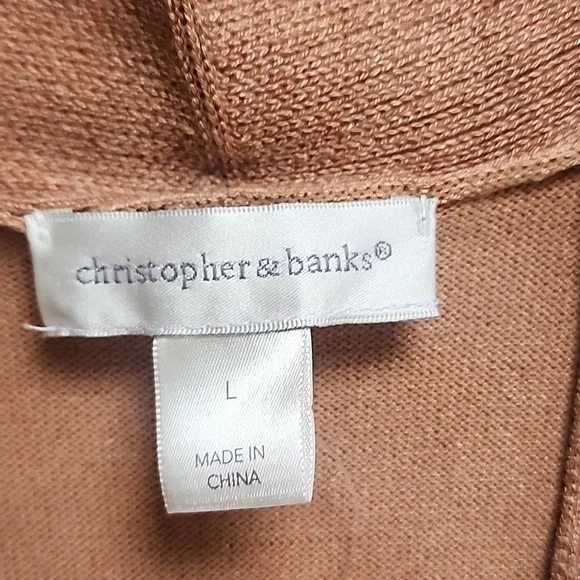 christopher & banks®
L
MADE IN
CHINA